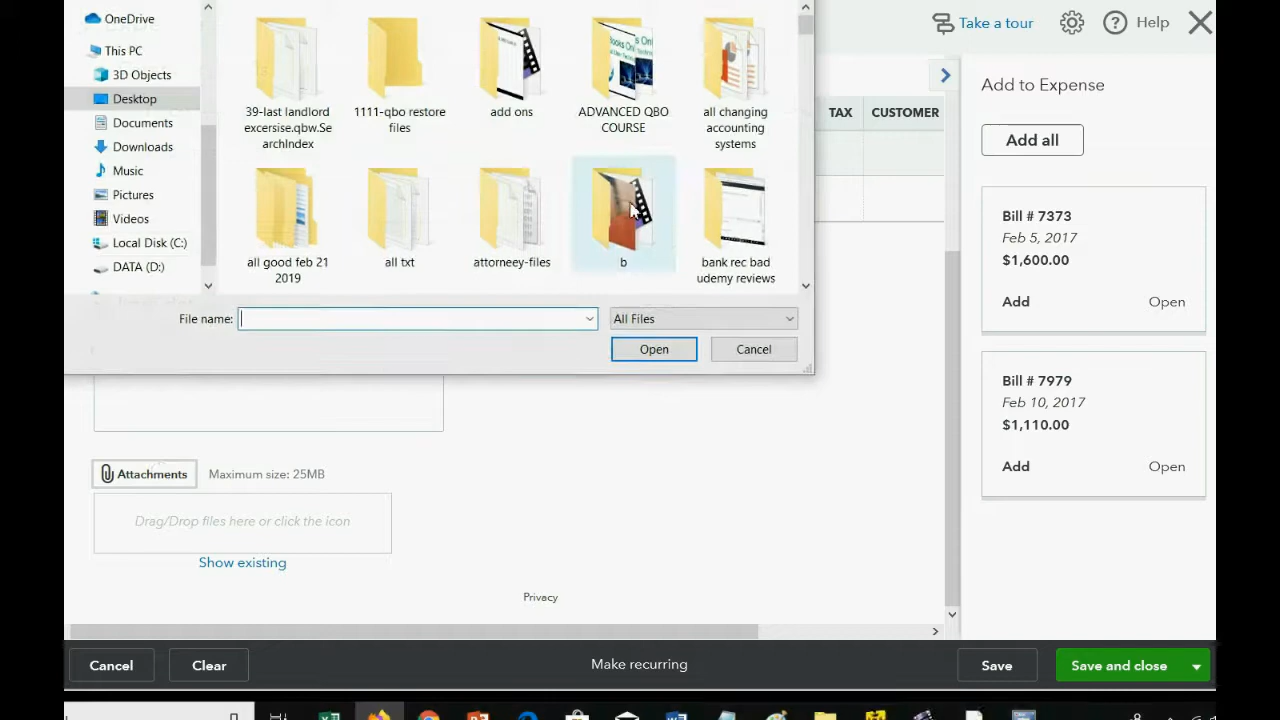 OneDrive
This PC
3D Objects
Desktop
Documents
Downloads
Music
Pictures
Videos
Local Disk (C:)
DATA (D:)
39-last landlord
excersise.qbw.Se
archIndex
1111-qbo restore
files
add ons
ADVANCED QBO
COURSE
all changing
accounting
systems
all good feb 21
2019
all txt
attorneey-files
b
bank rec bad
udemy reviews
File name:
All Files
Open
Cancel
Take a tour
Help
TAX
CUSTOMER
Add to Expense
Add all
Bill # 7373
Feb 5, 2017
$1,600.00
Add
Open
Bill # 7979
Feb 10, 2017
$1,110.00
Add
Open
Attachments
Maximum size: 25MB
Drag/Drop files here or click the icon
Show existing
Privacy
Cancel
Clear
Make recurring
Save
Save and close